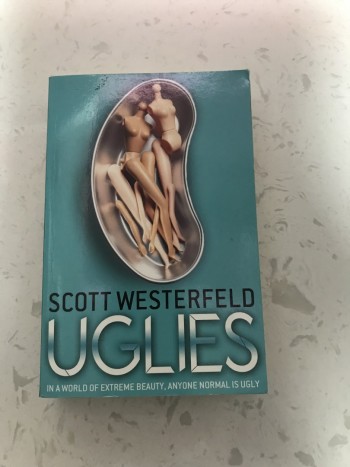 SCOTT WESTERFELD
UGLIES
IN A WORLD OF EXTREME BEAUTY, ANYONE NORMAL IS UGLY